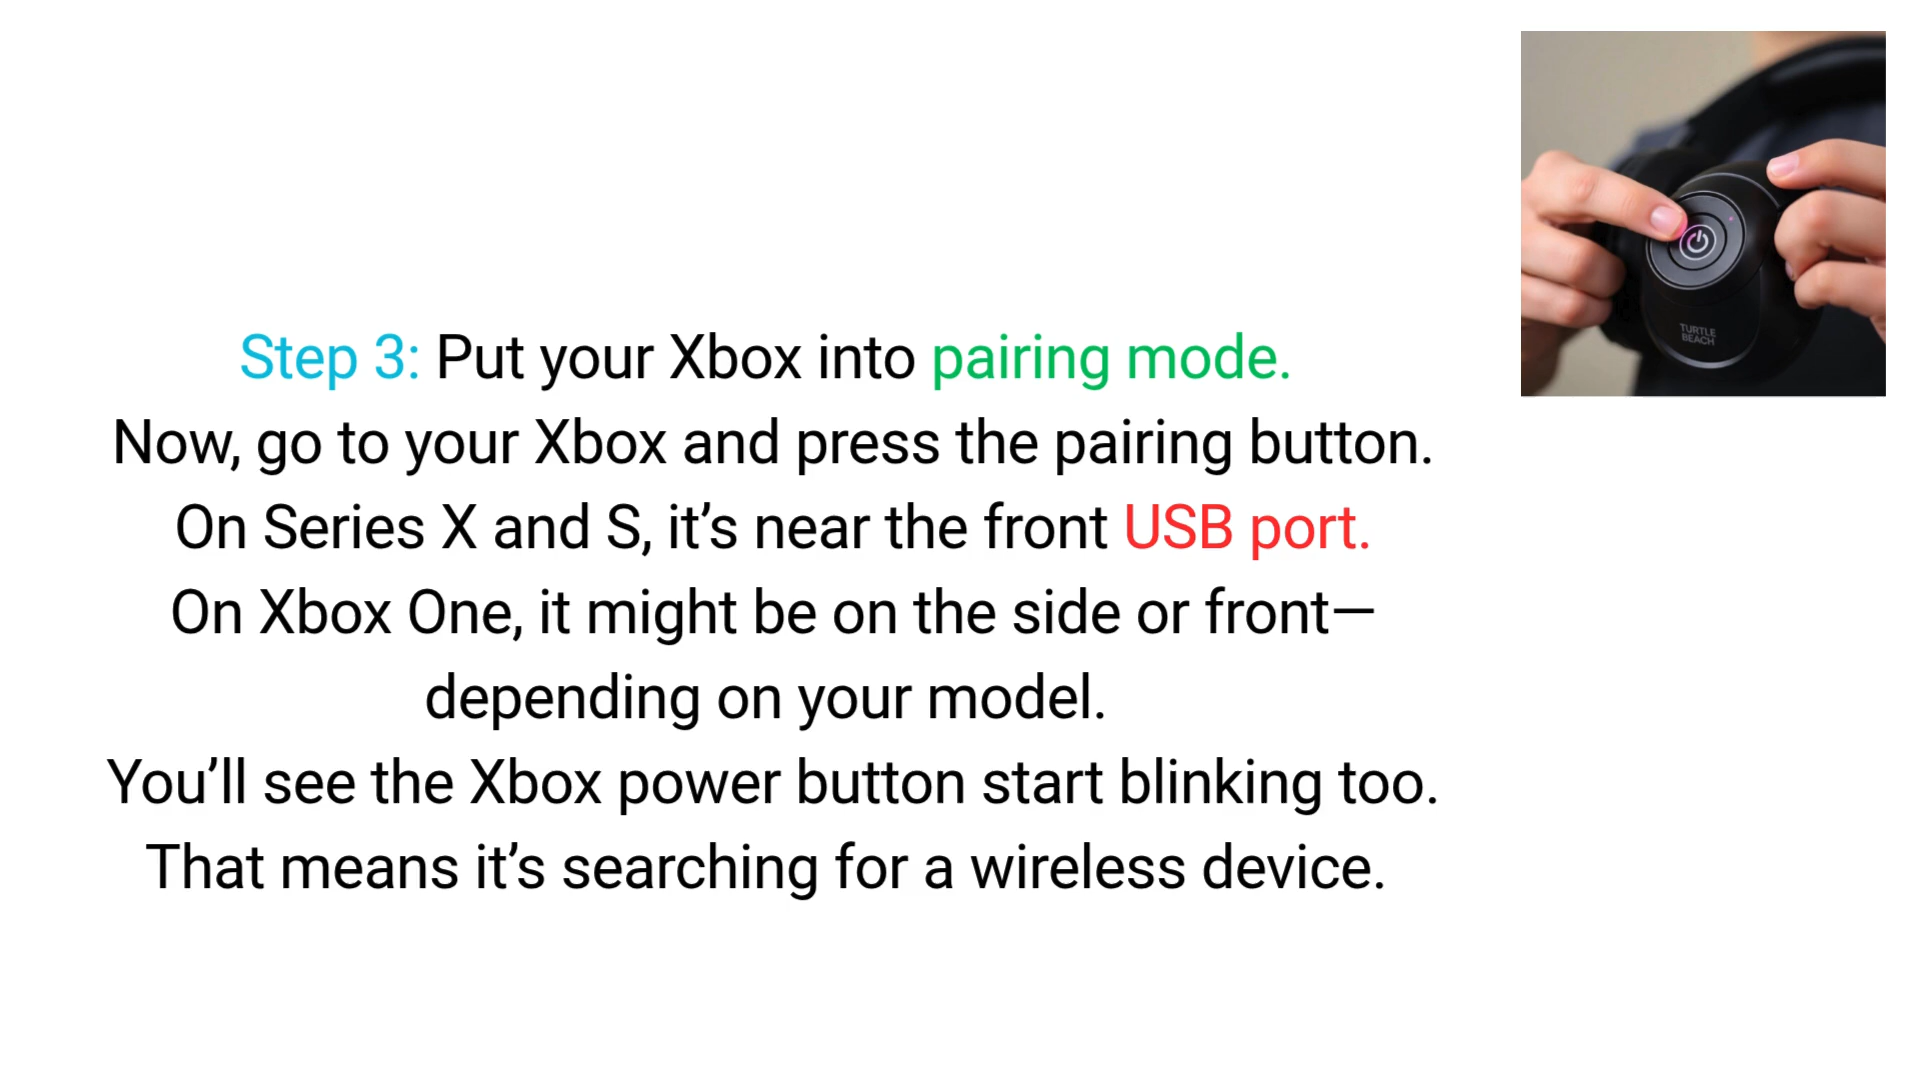 Step 3: Put your Xbox into pairing mode.
Now, go to your Xbox and press the pairing button.
On Series X and S, it’s near the front USB port.
On Xbox One, it might be on the side or front—
depending on your model.
You’ll see the Xbox power button start blinking too.
That means it’s searching for a wireless device.
TURTLE
BEACH